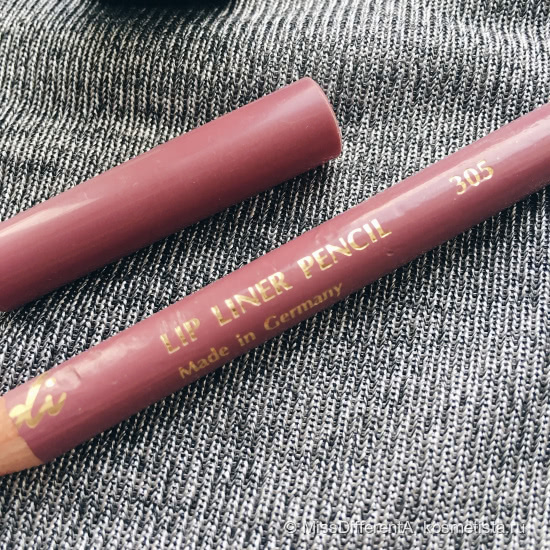 305
LIP LINER PENCIL
Made in Germany
© MissDifferentA, kosmetista.ru